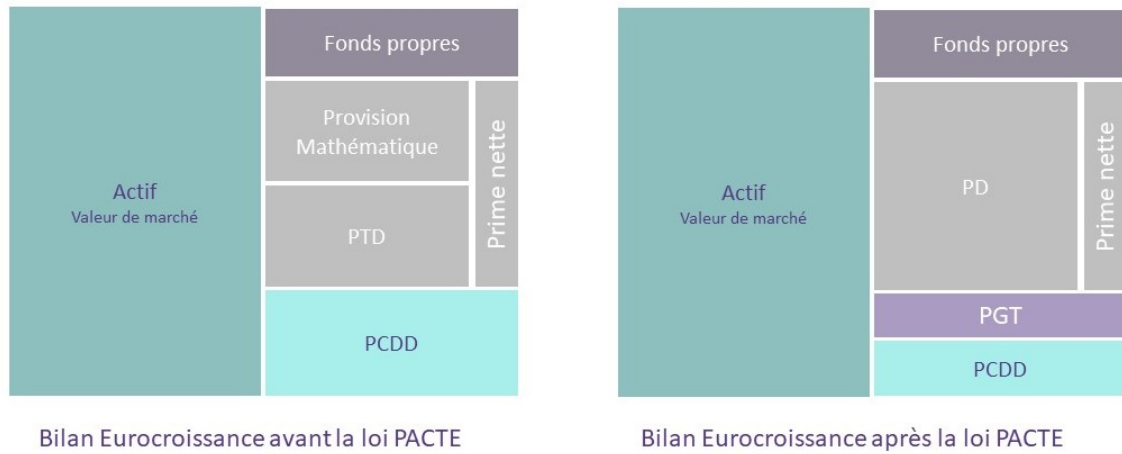 Actif
Valeur de marché
Fonds propres
Provision
Mathématique
PTD
Prime nette
PCDD
Bilan Eurocroissance avant la loi PACTE
Actif
Valeur de marché
Fonds propres
PD
Prime nette
PGT
PCDD
Bilan Eurocroissance après la loi PACTE